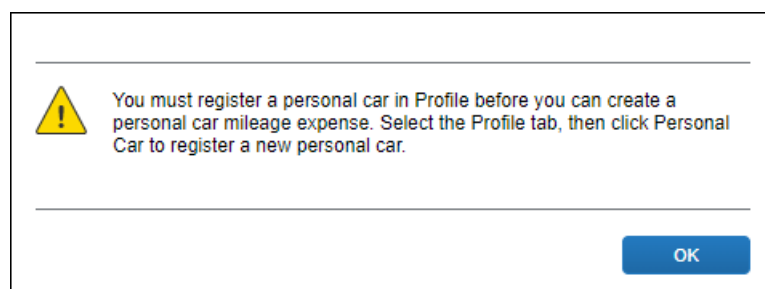 You must register a personal car in Profile before you can create a
personal car mileage expense. Select the Profile tab, then click Personal
Car to register a new personal car.
OK